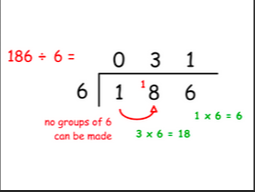 186 ÷ 6 =
0 3 1
6 1 ¹8 6
no groups of 6
can be made
3 x 6 = 18
1 x 6 = 6